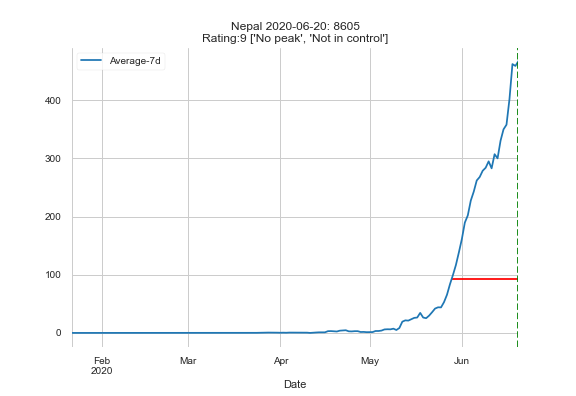 Nepal 2020-06-20: 8605
Rating:9 ['No peak', 'Not in control']
Average-7d
400
300
200
100
0
Feb Mar Apr May Jun
2020
Date